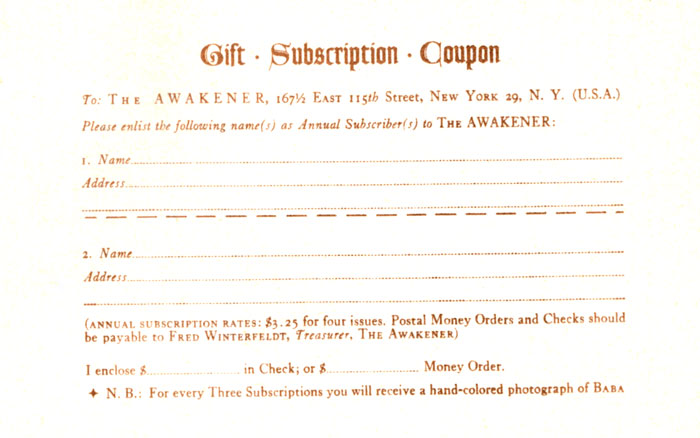 Gift · Subscription · Coupon
To: THE AWAKENER, 167½ EAST 115th Street, NEW YORK 29, N. Y. (U.S.A.)
Please enlist the following name(s) as Annual Subscriber(s) to THE AWAKENER:
1. Name
Address
2. Name
Address
(ANNUAL SUBSCRIPTION RATES: $3.25 for four issues. Postal Money Orders and Checks should
be payable to FRED WINTERFELDT, Treasurer, THE AWAKENER)
I enclose $ in Check; or $ Money Order.
✦ N. B.: For every Three Subscriptions you will receive a hand-colored photograph of BABA